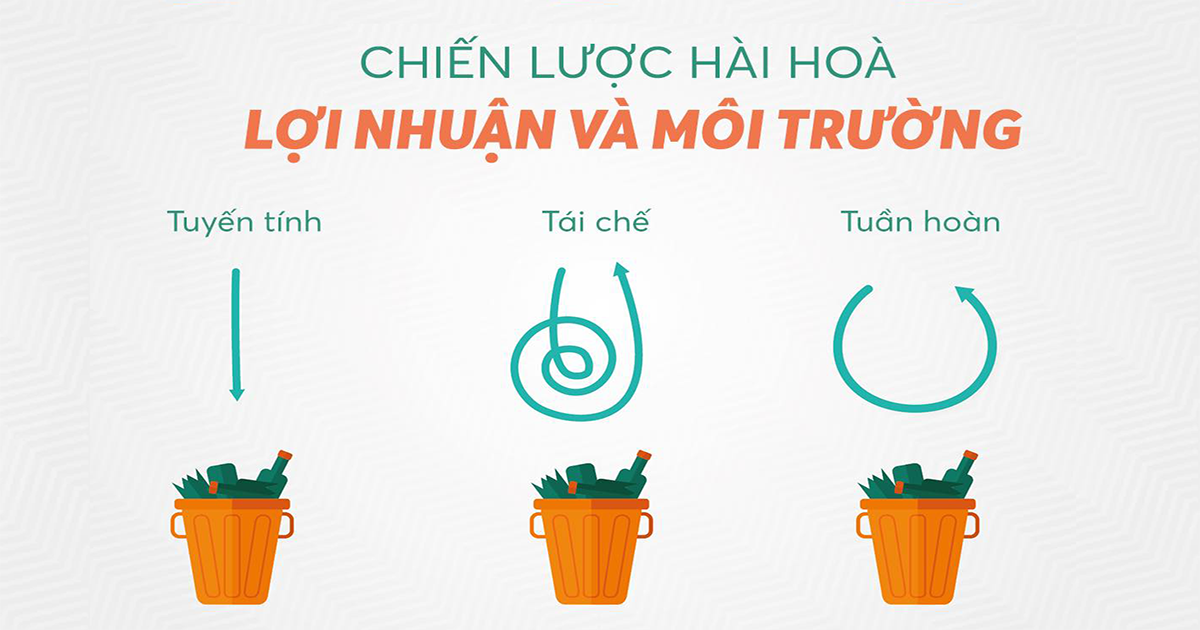 CHIẾN LƯỢC HÀI HOÀ
LỢI NHUẬN VÀ MÔI TRƯỜNG
Tuyến tính
Tái chế
Tuần hoàn